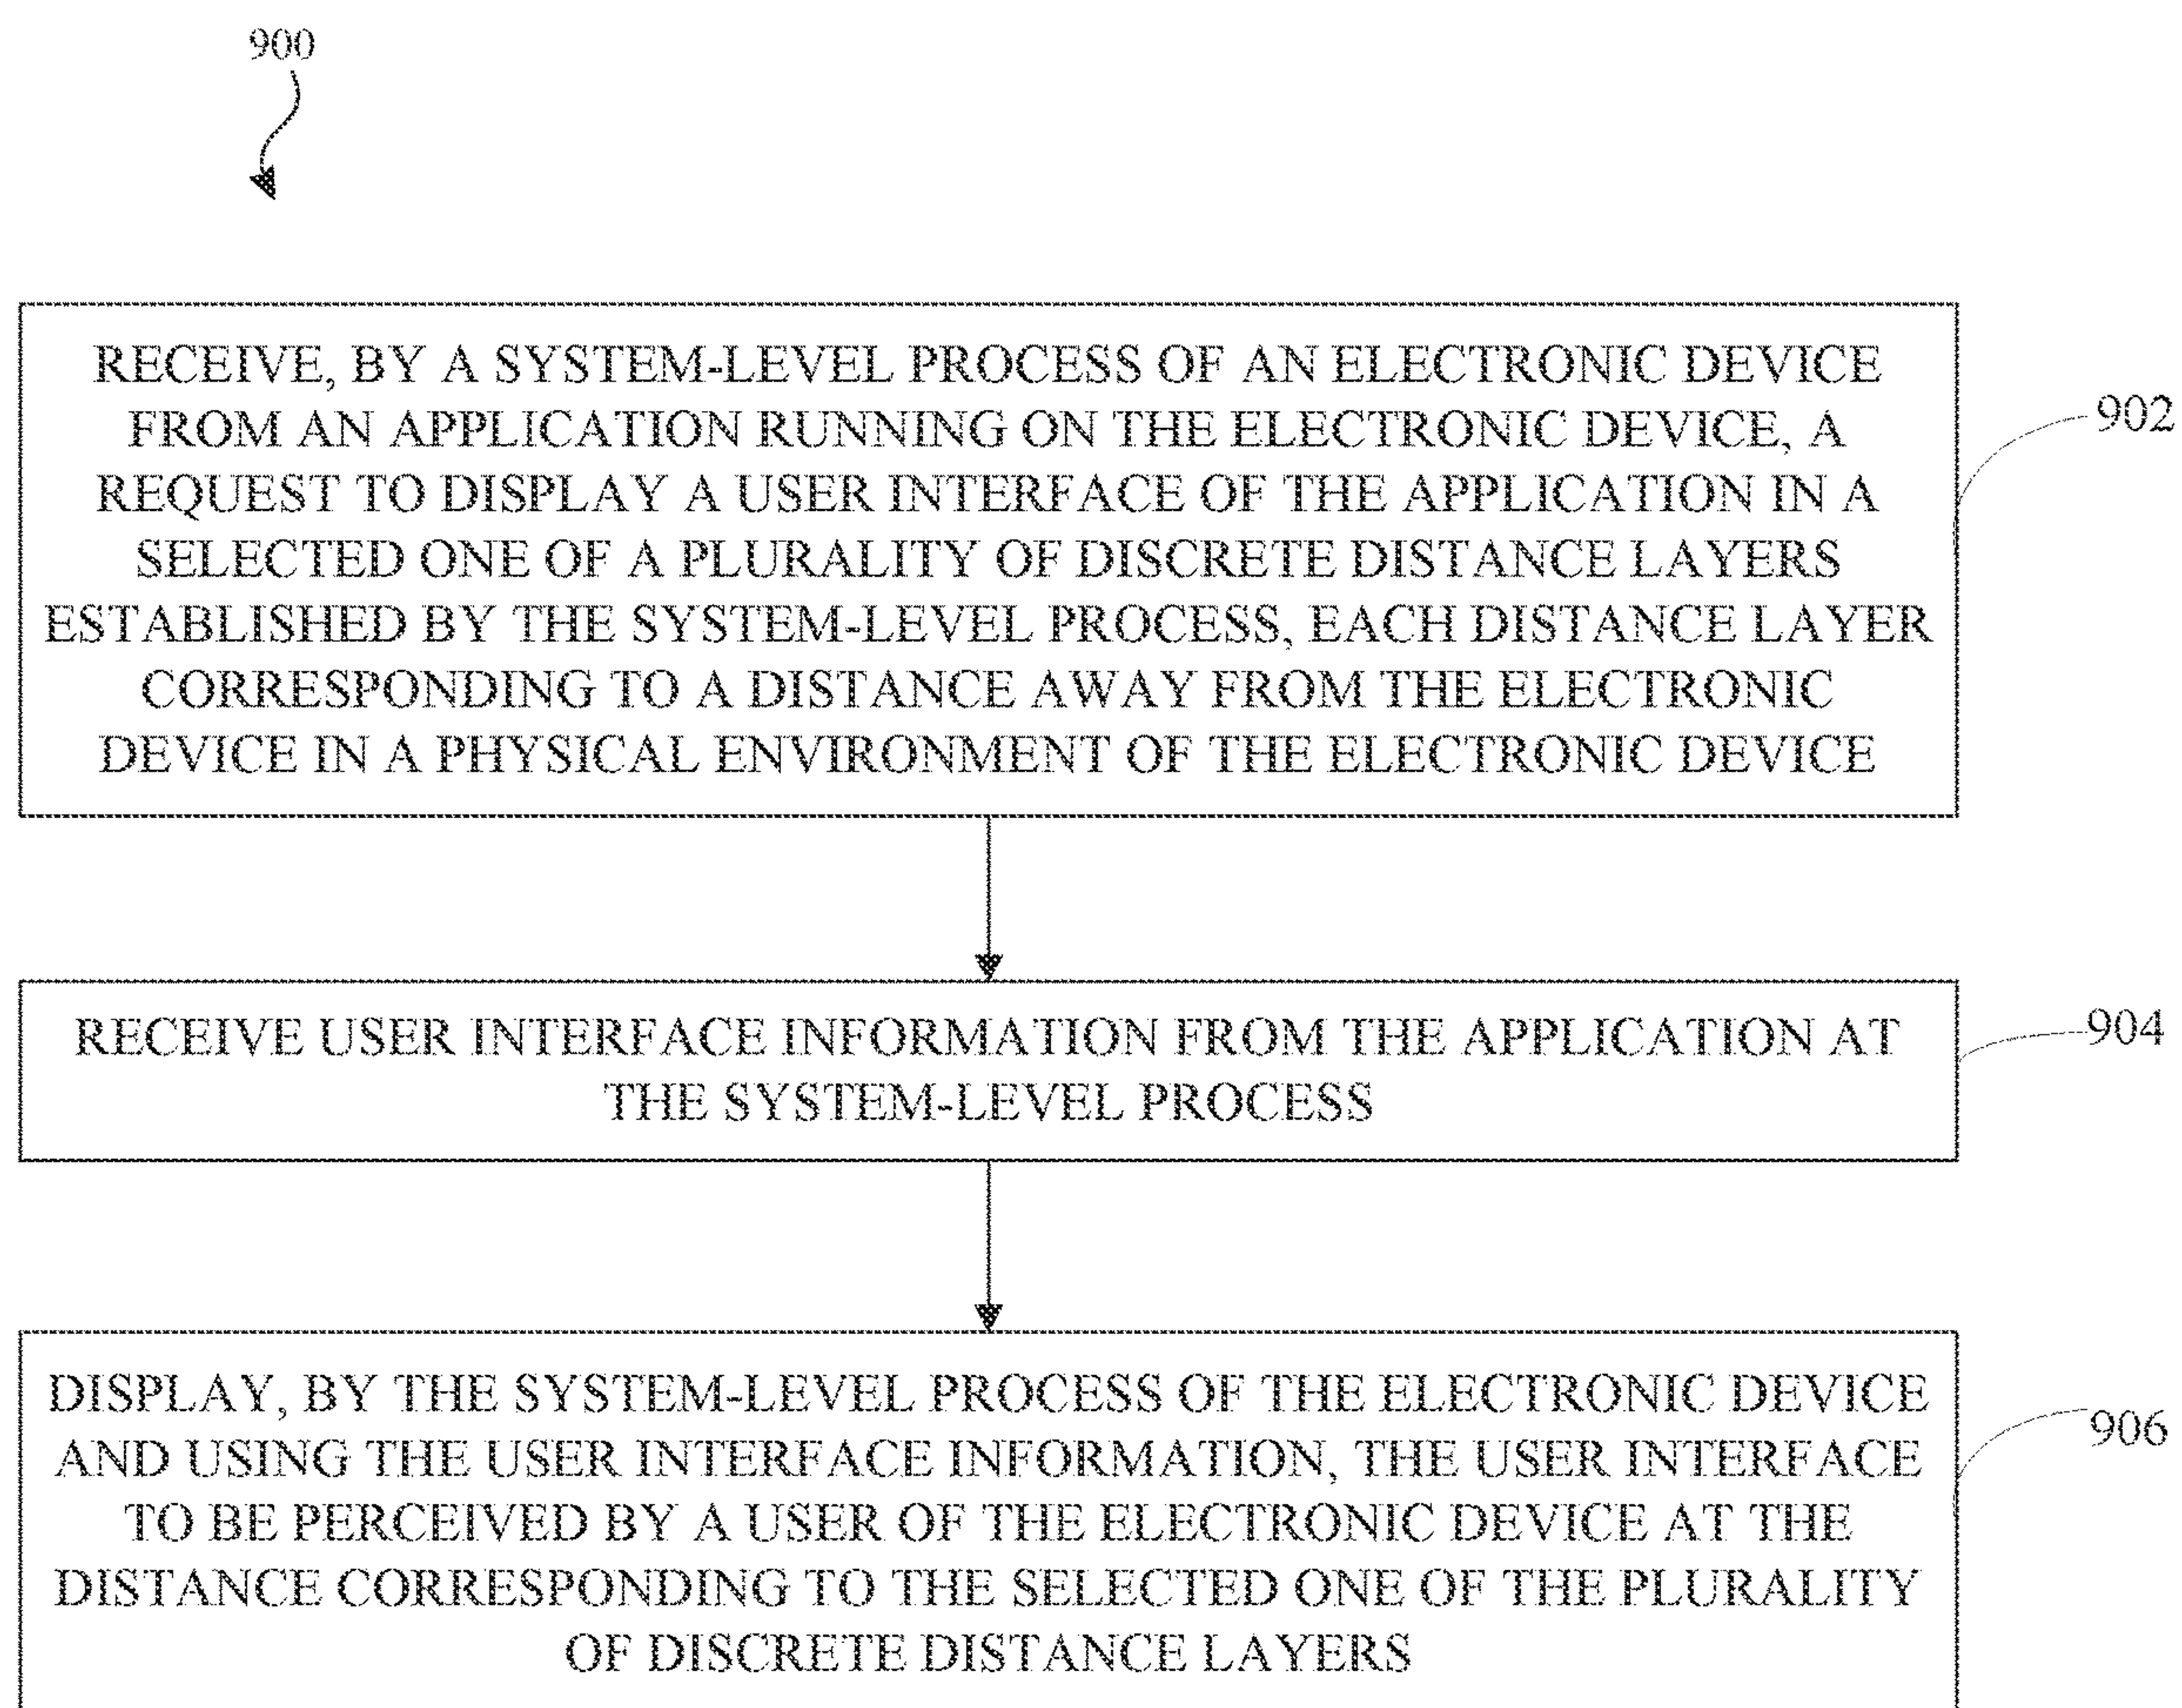 900
RECEIVE, BY A SYSTEM-LEVEL PROCESS OF AN ELECTRONIC DEVICE
FROM AN APPLICATION RUNNING ON THE ELECTRONIC DEVICE, A
REQUEST TO DISPLAY A USER INTERFACE OF THE APPLICATION IN A
SELECTED ONE OF A PLURALITY OF DISCRETE DISTANCE LAYERS
ESTABLISHED BY THE SYSTEM-LEVEL PROCESS, EACH DISTANCE LAYER
CORRESPONDING TO A DISTANCE AWAY FROM THE ELECTRONIC
DEVICE IN A PHYSICAL ENVIRONMENT OF THE ELECTRONIC DEVICE
902
RECEIVE USER INTERFACE INFORMATION FROM THE APPLICATION AT
THE SYSTEM-LEVEL PROCESS
904
DISPLAY, BY THE SYSTEM-LEVEL PROCESS OF THE ELECTRONIC DEVICE
AND USING THE USER INTERFACE INFORMATION, THE USER INTERFACE
TO BE PERCEIVED BY A USER OF THE ELECTRONIC DEVICE AT THE
DISTANCE CORRESPONDING TO THE SELECTED ONE OF THE PLURALITY
OF DISCRETE DISTANCE LAYERS
906